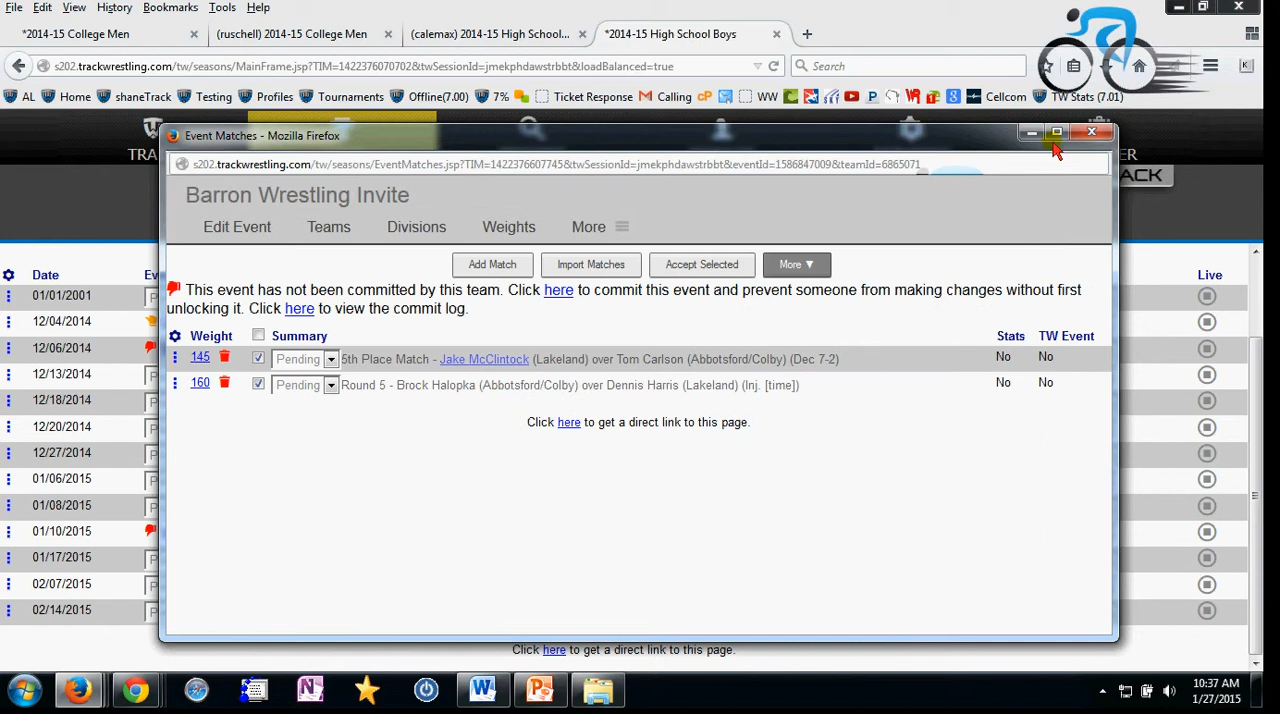 File Edit View History Bookmarks Tools Help
*2014-15 College Men (ruschell) 2014-15 College Men (calemax) 2014-15 High School... *2014-15 High School Boys
s202.trackwrestling.com/tw/seasons/MainFrame.jsp?TIM=1422376607745&twSessionId=jmekphdawstrbbt&loadBalanced=true Search
AL Home shaneTrack Testing Profiles Tournaments Offline(7.00) 7% Ticket Response Calling cP WW Cellcom TW Stats (7.01)
Event Matches - Mozilla Firefox
s202.trackwrestling.com/tw/seasons/EventMatches.jsp?TIM=1422376607745&twSessionId=jmekphdawstrbbt&eventId=1586847009&teamId=6865071
TRA ER
ACK
Barron Wrestling Invite
Edit Event Teams Divisions Weights More
Add Match Import Matches Accept Selected More ▼
Date Ev Live
This event has not been committed by this team. Click here to commit this event and prevent someone from making changes without first
unlocking it. Click here to view the commit log.
Weight Summary Stats TW Event
145 Pending 5th Place Match - Jake McClintock (Lakeland) over Tom Carlson (Abbotsford/Colby) (Dec 7-2) No No
160 Pending Round 5 - Brock Halopka (Abbotsford/Colby) over Dennis Harris (Lakeland) (Inj. [time]) No No
Click here to get a direct link to this page.
01/01/2001
12/04/2014
12/06/2014
12/13/2014
12/18/2014
12/20/2014
12/27/2014
01/06/2015
01/08/2015
01/10/2015
01/17/2015
02/07/2015
02/14/2015
Click here to get a direct link to this page.
10:37 AM
1/27/2015